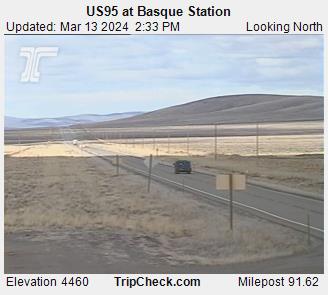 US95 at Basque Station
Updated: Mar 13 2024 2:33 PM Looking North
Elevation 4460 TripCheck.com Milepost 91.62